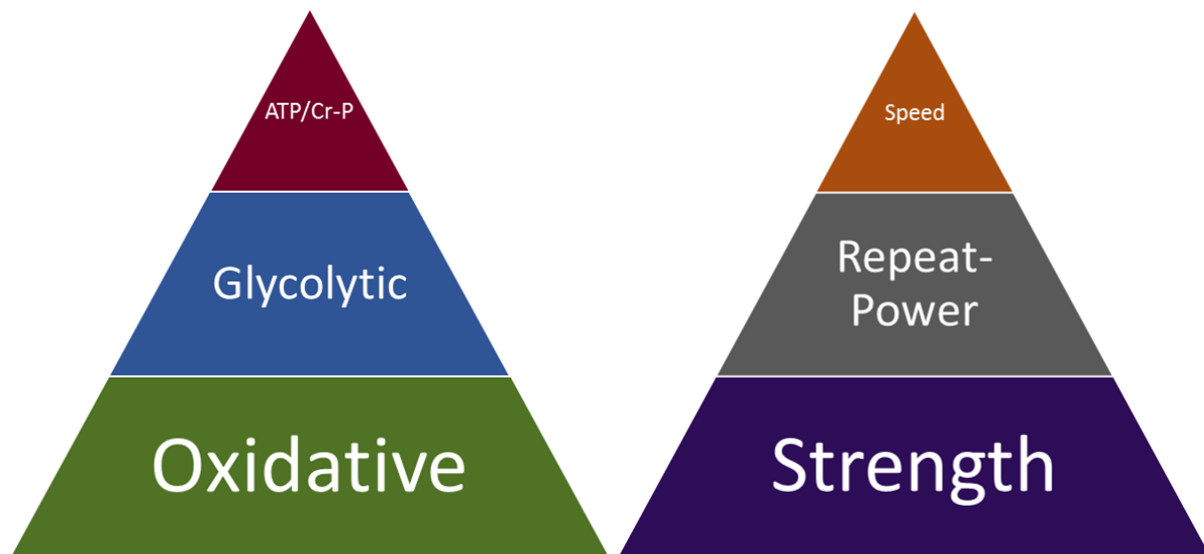 ATP/Cr-P
Glycolytic
Oxidative
Speed
Repeat-
Power
Strength